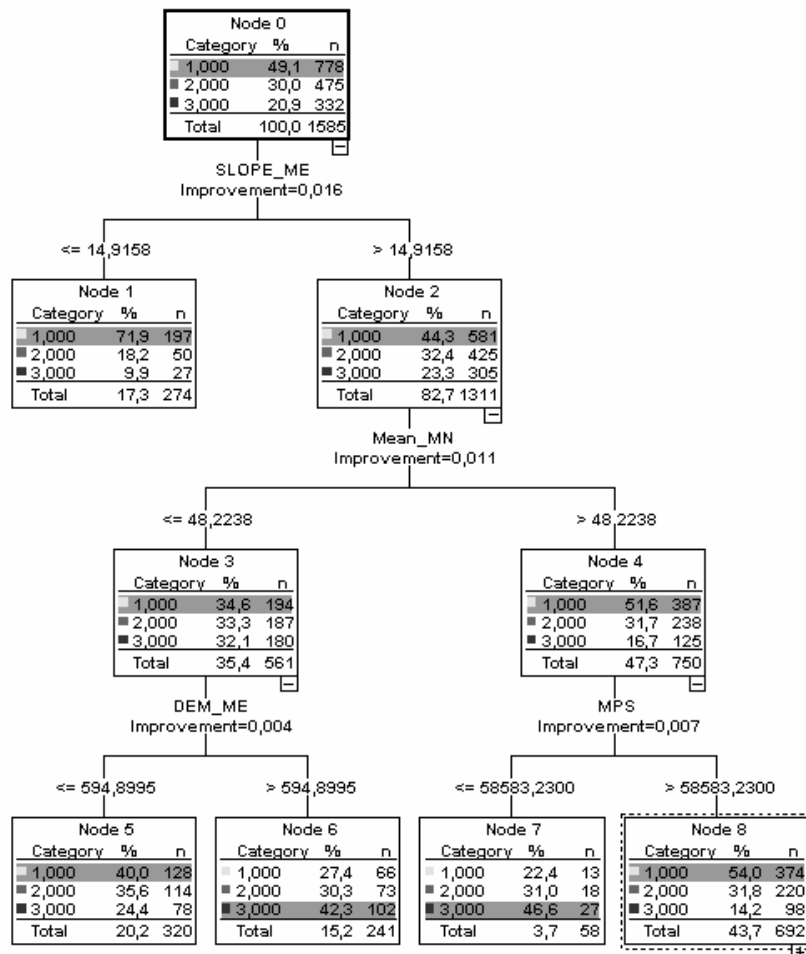 Node 0
Category % n
1,000 49,1 778
2,000 30,0 475
3,000 20,9 332
Total 100,0 1585
SLOPE_ME
Improvement=0,016
<= 14,9158
> 14,9158
Node 1
Category % n
1,000 71,9 197
2,000 18,2 50
3,000 9,9 27
Total 17,3 274
Node 2
Category % n
1,000 44,3 581
2,000 32,4 425
3,000 23,3 305
Total 82,7 1311
Mean_MN
Improvement=0,011
<= 48,2238
> 48,2238
Node 3
Category % n
1,000 34,6 194
2,000 33,3 187
3,000 32,1 180
Total 35,4 561
Node 4
Category % n
1,000 51,6 387
2,000 31,7 238
3,000 16,7 125
Total 47,3 750
DEM_ME
Improvement=0,004
MPS
Improvement=0,007
<= 594,8995
> 594,8995
<= 58583,2300
> 58583,2300
Node 5
Category % n
1,000 40,0 128
2,000 35,6 114
3,000 24,4 78
Total 20,2 320
Node 6
Category % n
1,000 27,4 66
2,000 30,3 73
3,000 42,3 102
Total 15,2 241
Node 7
Category % n
1,000 22,4 13
2,000 31,0 18
3,000 46,6 27
Total 3,7 58
Node 8
Category % n
1,000 54,0 374
2,000 31,8 220
3,000 14,2 98
Total 43,7 692